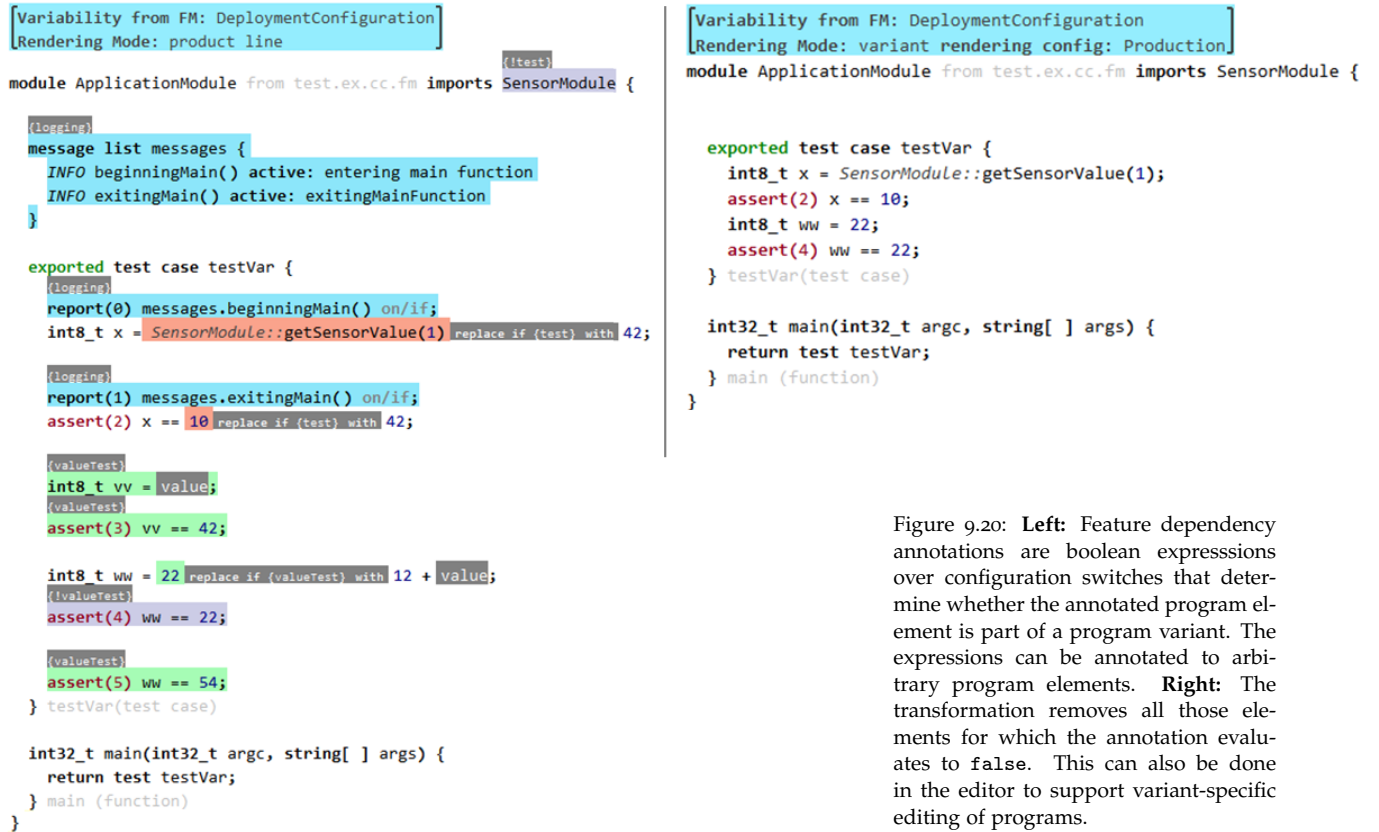 Variability from FM: DeploymentConfiguration
Rendering Mode: product line
{!test}
module ApplicationModule from test.ex.cc.fm imports SensorModule {
{logging}
message list messages {
INFO beginningMain() active: entering main function
INFO exitingMain() active: exitingMainFunction
}
exported test case testVar {
{logging}
report(0) messages.beginningMain() on/if;
int8_t x = SensorModule::getSensorValue(1) replace if {test} with 42;
{logging}
report(1) messages.exitingMain() on/if;
assert(2) x == 10 replace if {test} with 42;
{valueTest}
int8_t vv = value;
{valueTest}
assert(3) vv == 42;
int8_t ww = 22 replace if {valueTest} with 12 + value;
{!valueTest}
assert(4) ww == 22;
{valueTest}
assert(5) ww == 54;
} testVar(test case)
int32_t main(int32_t argc, string[ ] args) {
return test testVar;
} main (function)
}
Variability from FM: DeploymentConfiguration
Rendering Mode: variant rendering config: Production
module ApplicationModule from test.ex.cc.fm imports SensorModule {
exported test case testVar {
int8_t x = SensorModule::getSensorValue(1);
assert(2) x == 10;
int8_t ww = 22;
assert(4) ww == 22;
} testVar(test case)
int32_t main(int32_t argc, string[ ] args) {
return test testVar;
} main (function)
}
Figure 9.20: Left: Feature dependency
annotations are boolean expresssions
over configuration switches that deter-
mine whether the annotated program el-
ement is part of a program variant. The
expressions can be annotated to arbi-
trary program elements. Right: The
transformation removes all those ele-
ments for which the annotation evalu-
ates to false. This can also be done
in the editor to support variant-specific
editing of programs.